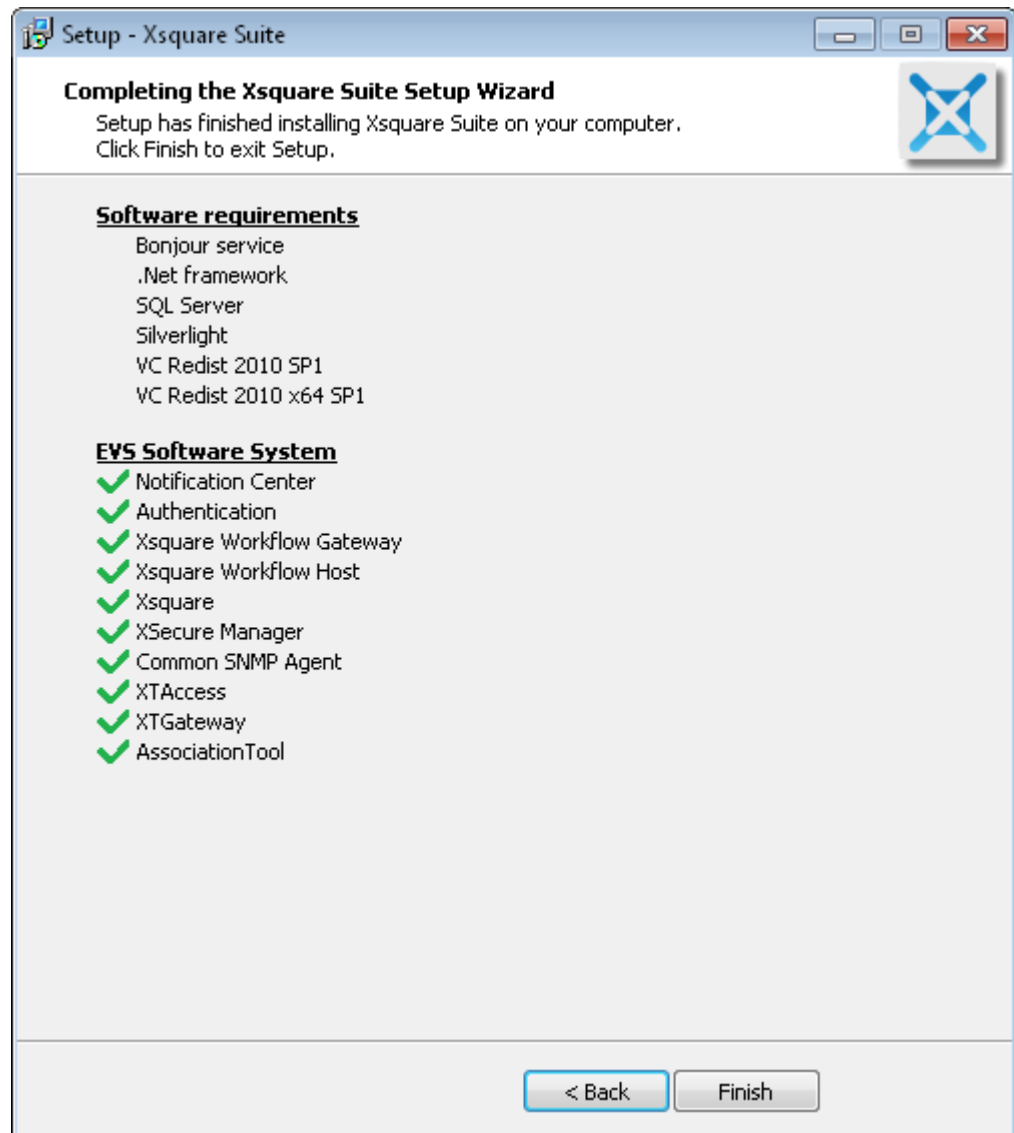 Setup - Xsquare Suite
Completing the Xsquare Suite Setup Wizard
Setup has finished installing Xsquare Suite on your computer.
Click Finish to exit Setup.
Software requirements
Bonjour service
.Net framework
SQL Server
Silverlight
VC Redist 2010 SP1
VC Redist 2010 x64 SP1
EVS Software System
Notification Center
Authentication
Xsquare Workflow Gateway
Xsquare Workflow Host
Xsquare
XSecure Manager
Common SNMP Agent
XTAccess
XTGateway
AssociationTool
< Back
Finish